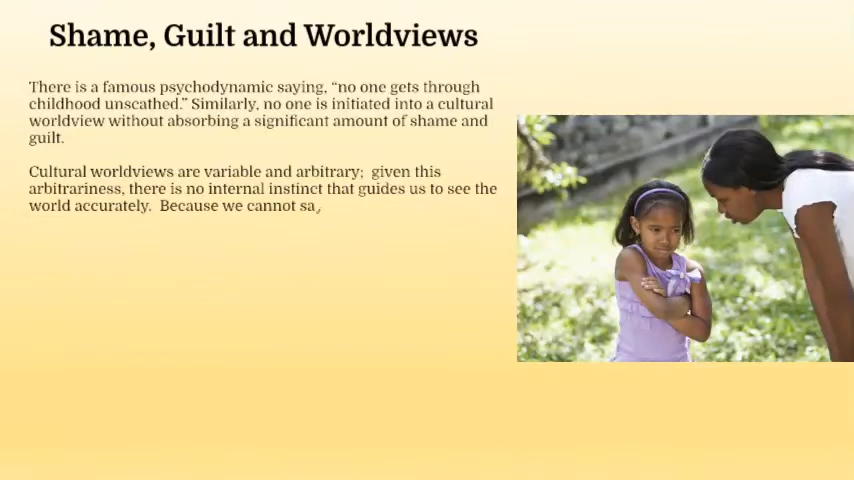 Shame, Guilt and Worldviews
There is a famous psychodynamic saying, “no one gets through
childhood unscathed.” Similarly, no one is initiated into a cultural
worldview without absorbing a significant amount of shame and
guilt.
Cultural worldviews are variable and arbitrary;  given this
arbitrariness, there is no internal instinct that guides us to see the
world accurately.  Because we cannot sa